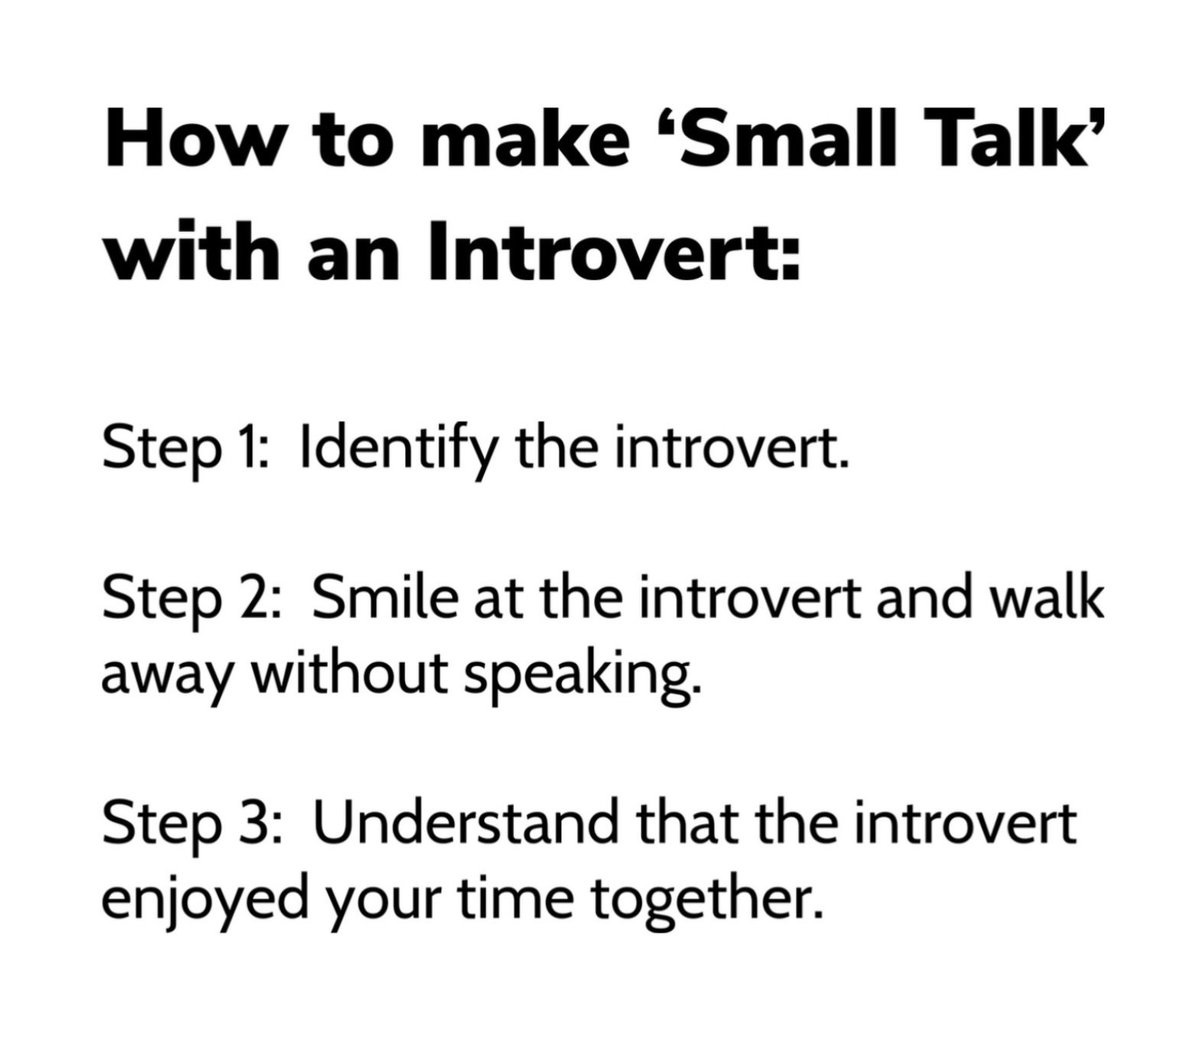 How to make ‘Small Talk’
with an Introvert:
Step 1:  Identify the introvert.
Step 2:  Smile at the introvert and walk
away without speaking.
Step 3:  Understand that the introvert
enjoyed your time together.